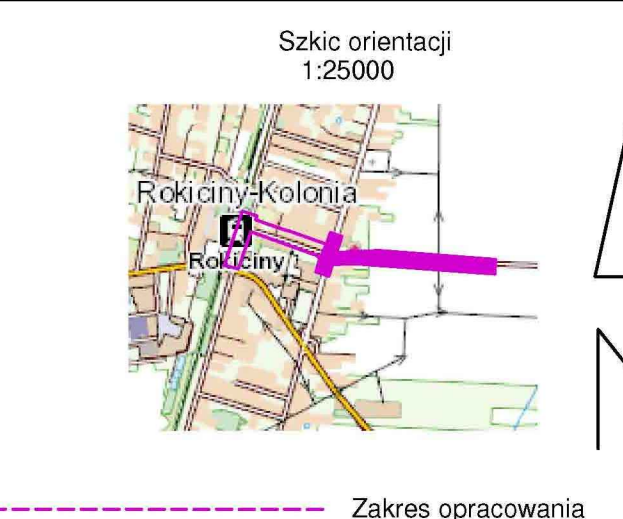 Szkic orientacji
1:25000
Rokiciny-Kolonia
Rokiciny
Zakres opracowania